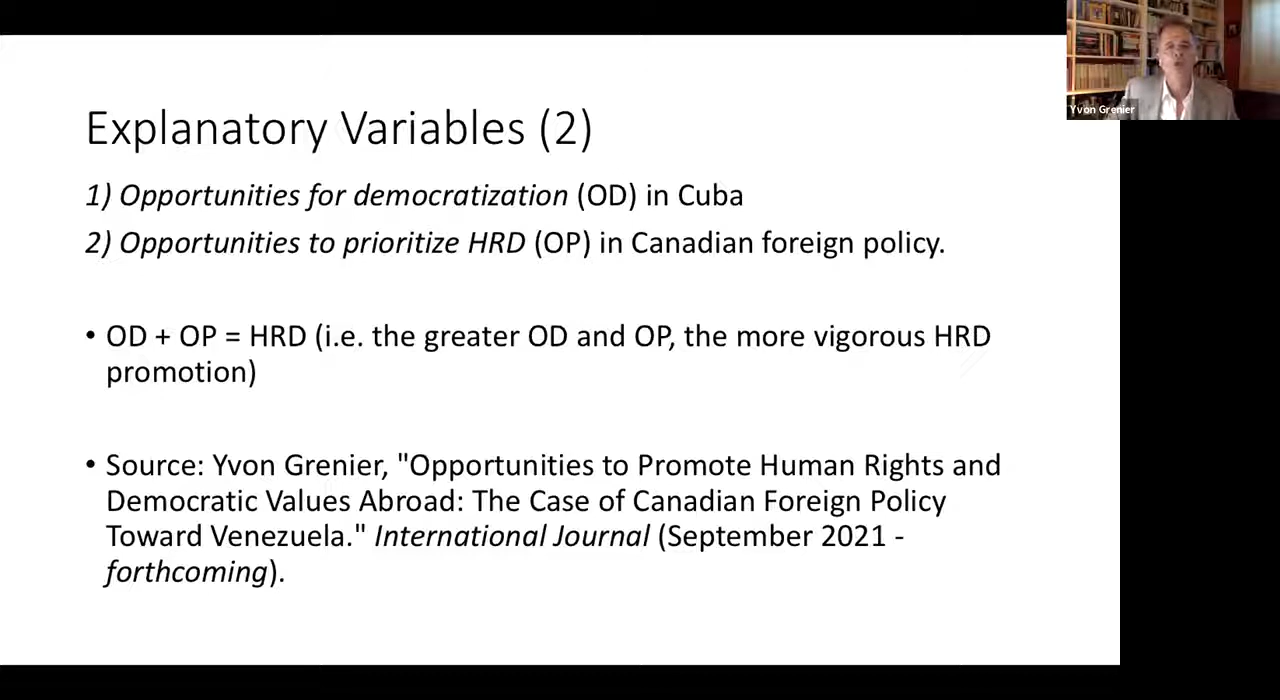 Yvon Grenier
Explanatory Variables (2)
1) Opportunities for democratization (OD) in Cuba
2) Opportunities to prioritize HRD (OP) in Canadian foreign policy.
• OD + OP = HRD (i.e. the greater OD and OP, the more vigorous HRD
promotion)
• Source: Yvon Grenier, "Opportunities to Promote Human Rights and
Democratic Values Abroad: The Case of Canadian Foreign Policy
Toward Venezuela." International Journal (September 2021 -
forthcoming).